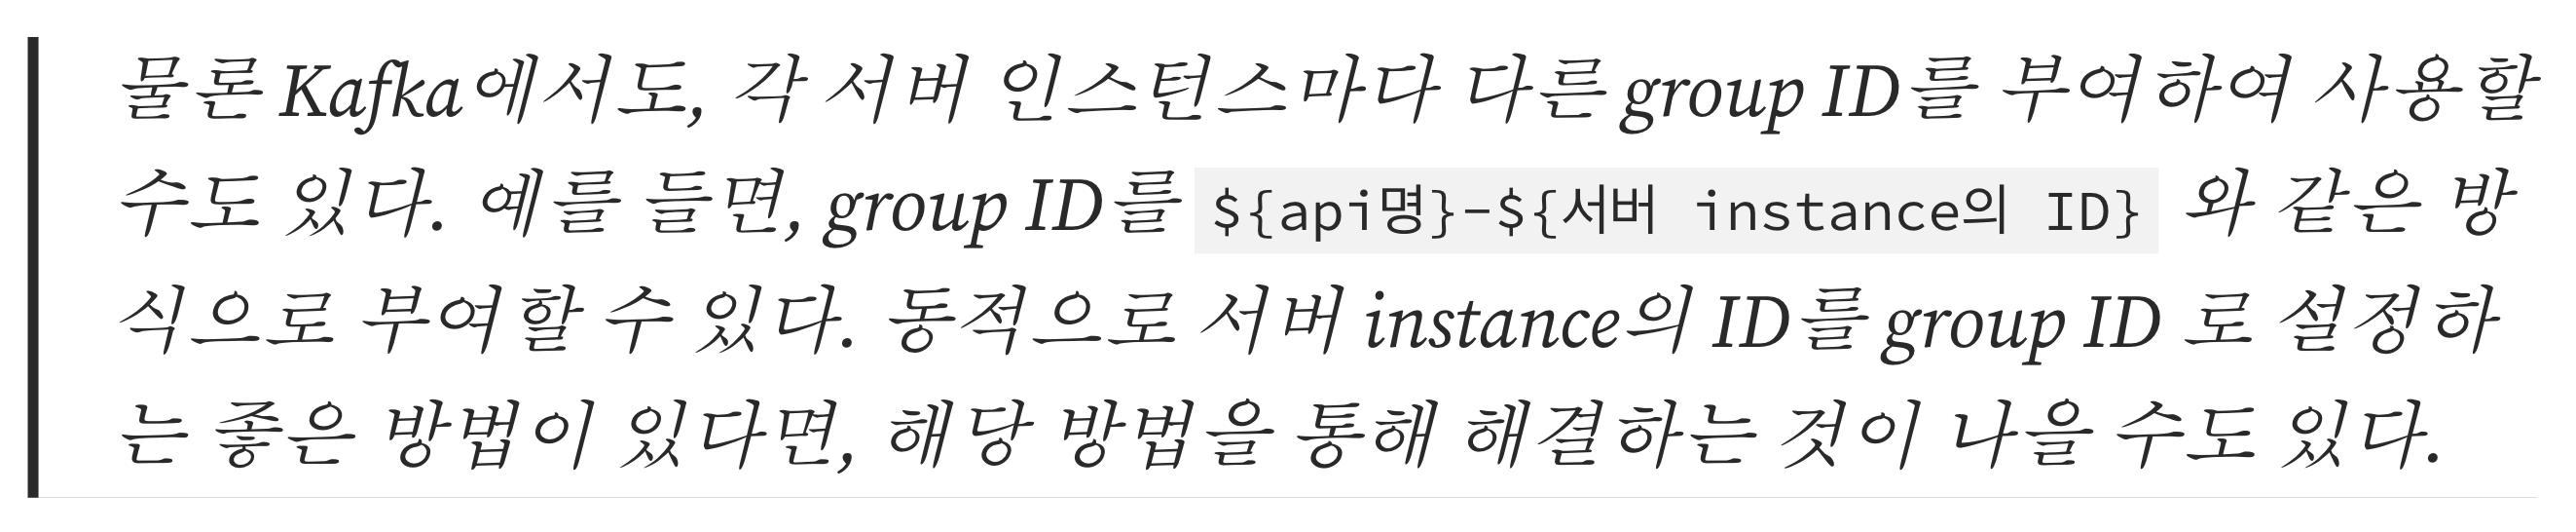 물론 Kafka에서도, 각 서버 인스턴스마다 다른 group ID를 부여하여 사용할
수도 있다. 예를 들면, group ID를 ${api명}-${서버 instance의 ID} 와 같은 방
식으로 부여할 수 있다. 동적으로 서버 instance의 ID를 group ID 로 설정하
는 좋은 방법이 있다면, 해당 방법을 통해 해결하는 것이 나을 수도 있다.